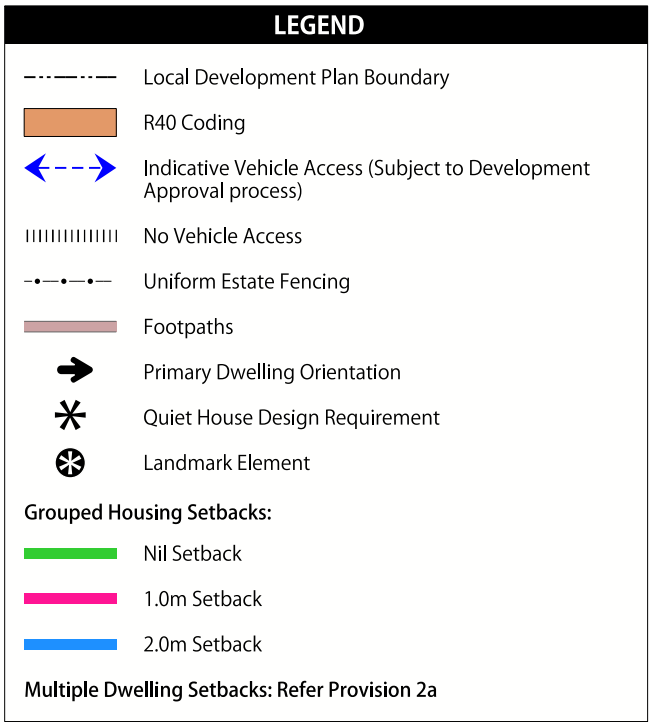 LEGEND
Local Development Plan Boundary
R40 Coding
Indicative Vehicle Access (Subject to Development
Approval process)
No Vehicle Access
Uniform Estate Fencing
Footpaths
Primary Dwelling Orientation
Quiet House Design Requirement
Landmark Element
Grouped Housing Setbacks:
Nil Setback
1.0m Setback
2.0m Setback
Multiple Dwelling Setbacks: Refer Provision 2a